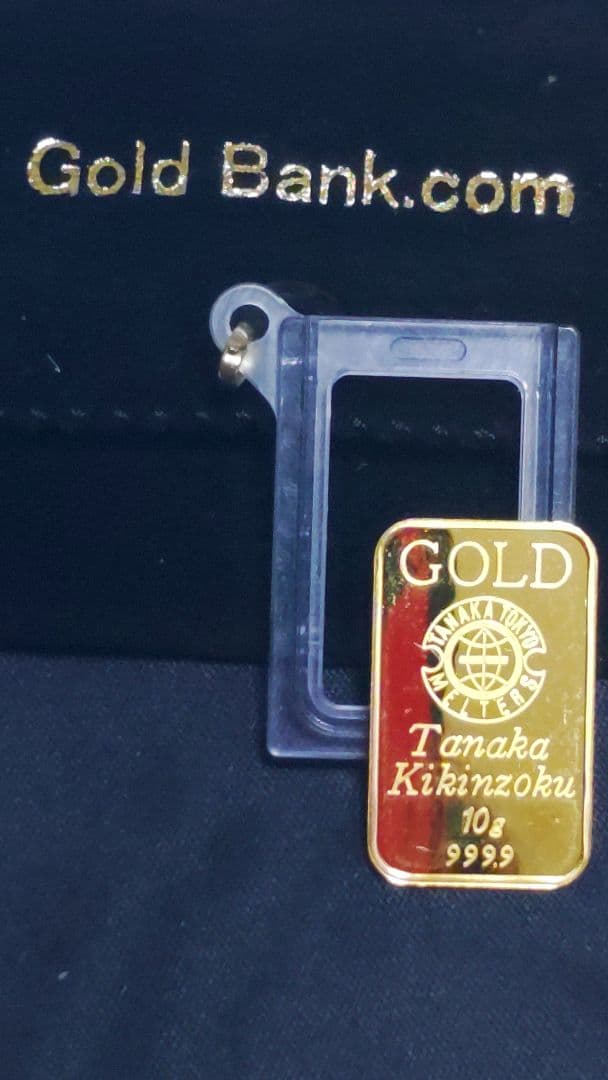 Gold Bank.com
GOLD
TANAKA TOKYO
MELTERS
Tanaka
Kikinzoku
10g
999.9